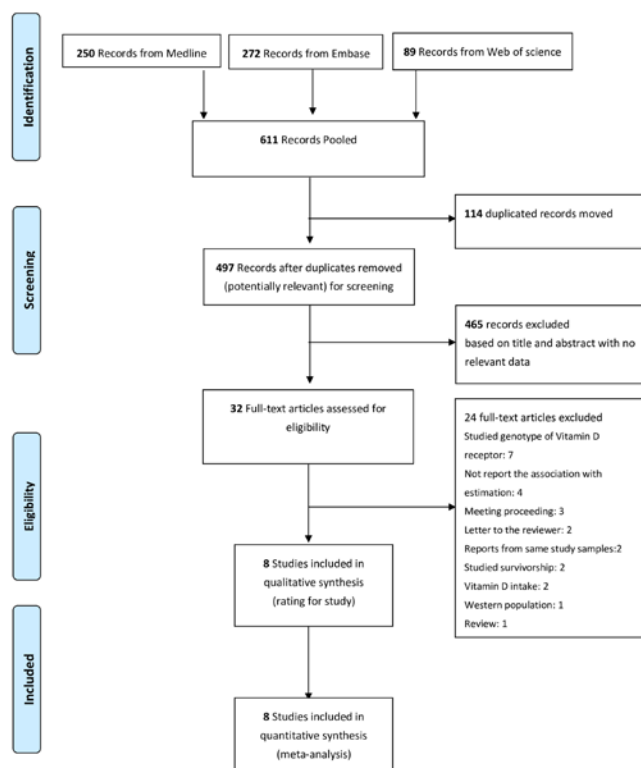 Identification
250 Records from Medline
272 Records from Embase
89 Records from Web of science
611 Records Pooled
114 duplicated records moved
Screening
497 Records after duplicates removed
(potentially relevant) for screening
465 records excluded
based on title and abstract with no
relevant data
32 Full-text articles assessed for
eligibility
Eligibility
24 full-text articles excluded
Studied genotype of Vitamin D
receptor: 7
Not report the association with
estimation: 4
Meeting proceeding: 3
Letter to the reviewer: 2
Reports from same study samples:2
Studied survivorship: 2
Vitamin D intake: 2
Western population: 1
Review: 1
8 Studies included in
qualitative synthesis
(rating for study)
Included
8 Studies included in
quantitative synthesis
(meta-analysis)